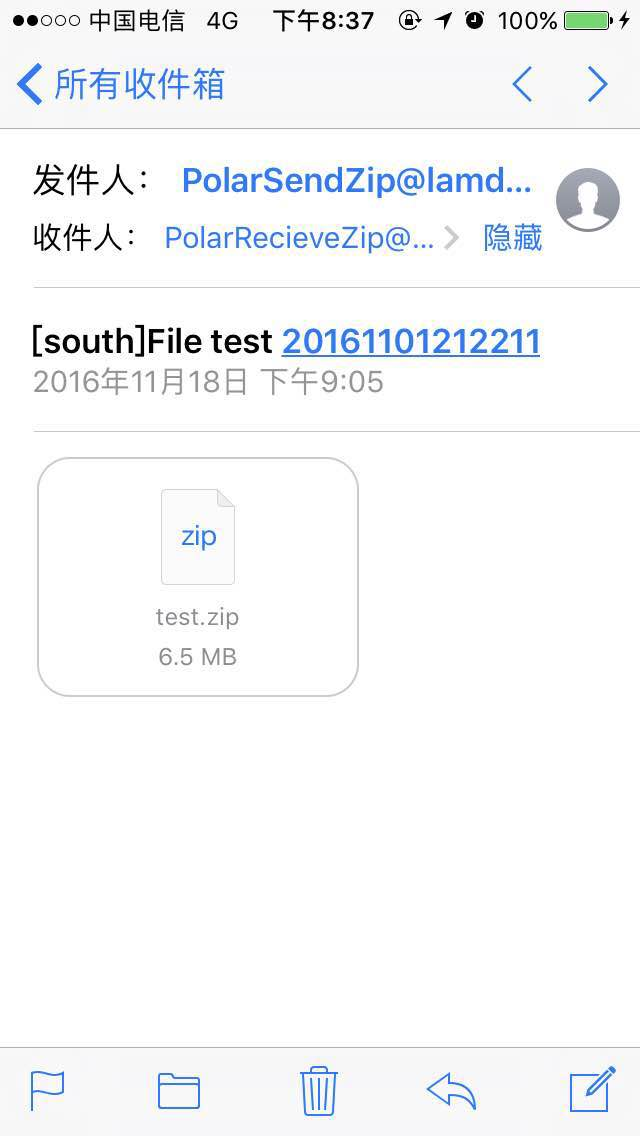 中国电信 4G 下午8:37 100%
所有收件箱
发件人： PolarSendZip@lamd...
收件人： PolarRecieveZip@... 隐藏
[south]File test 20161101212211
2016年11月18日 下午9:05
zip
test.zip
6.5 MB